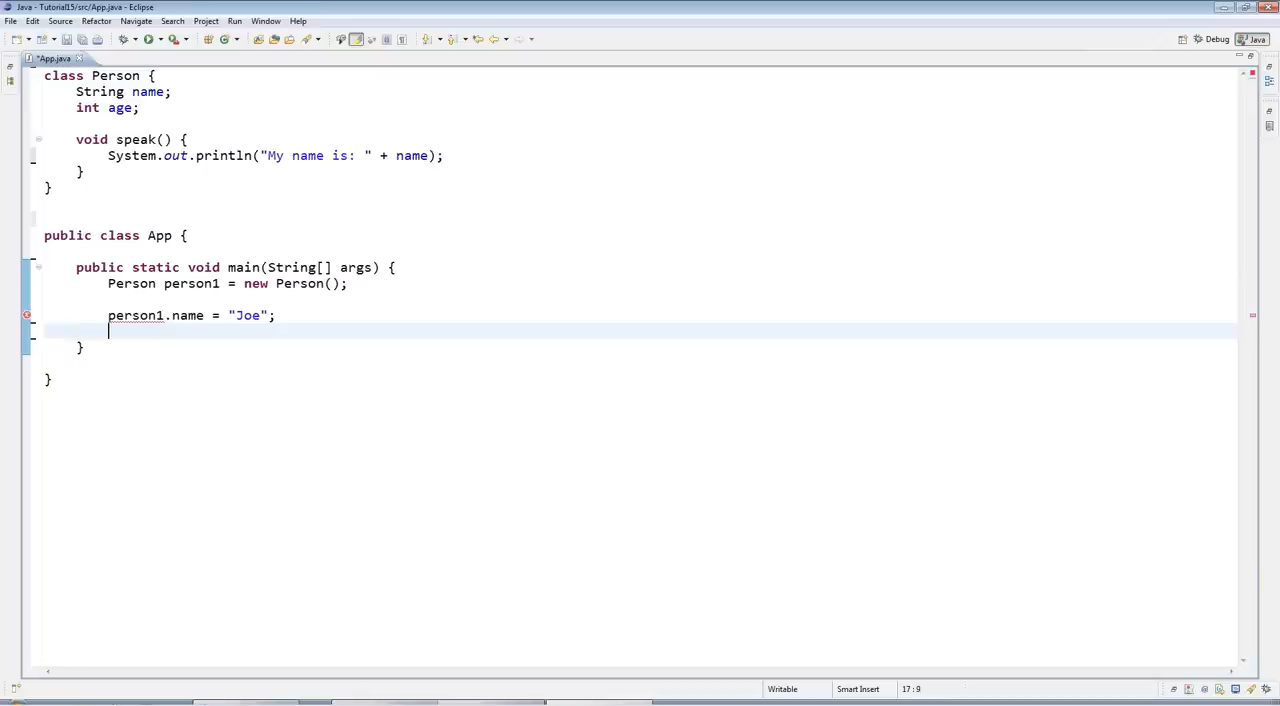 Java - Tutorial15/src/App.java - Eclipse
File Edit Source Refactor Navigate Search Project Run Window Help
Debug Java
*App.java
class Person {
String name;
int age;
void speak() {
System.out.println("My name is: " + name);
}
}
public class App {
public static void main(String[] args) {
Person person1 = new Person();
person1.name = "Joe";
}
}
Writable Smart Insert 17:9